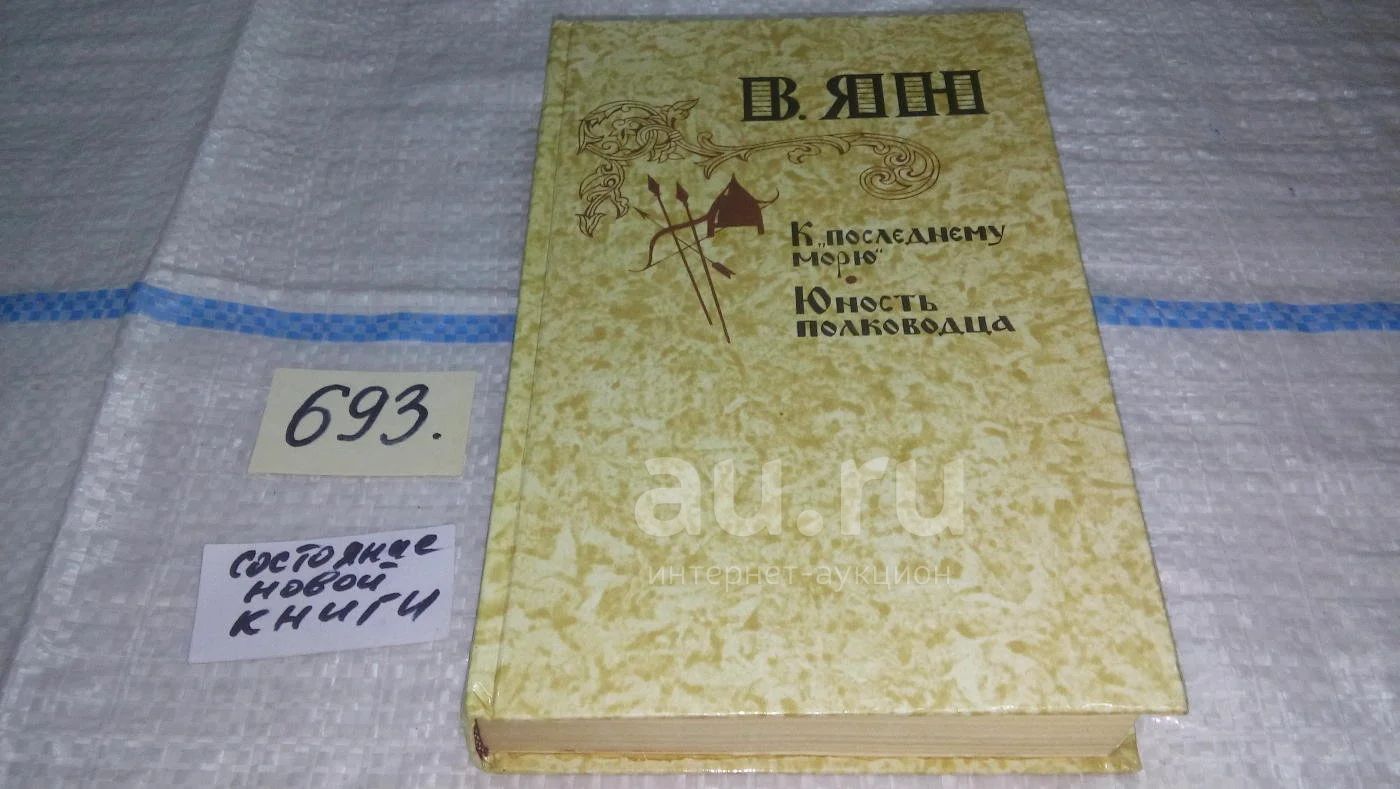 В. ЯН
К „последнему
морю“
Юность
полководца
693.
состояние
новой
книги
au.ru
интернет-аукцион